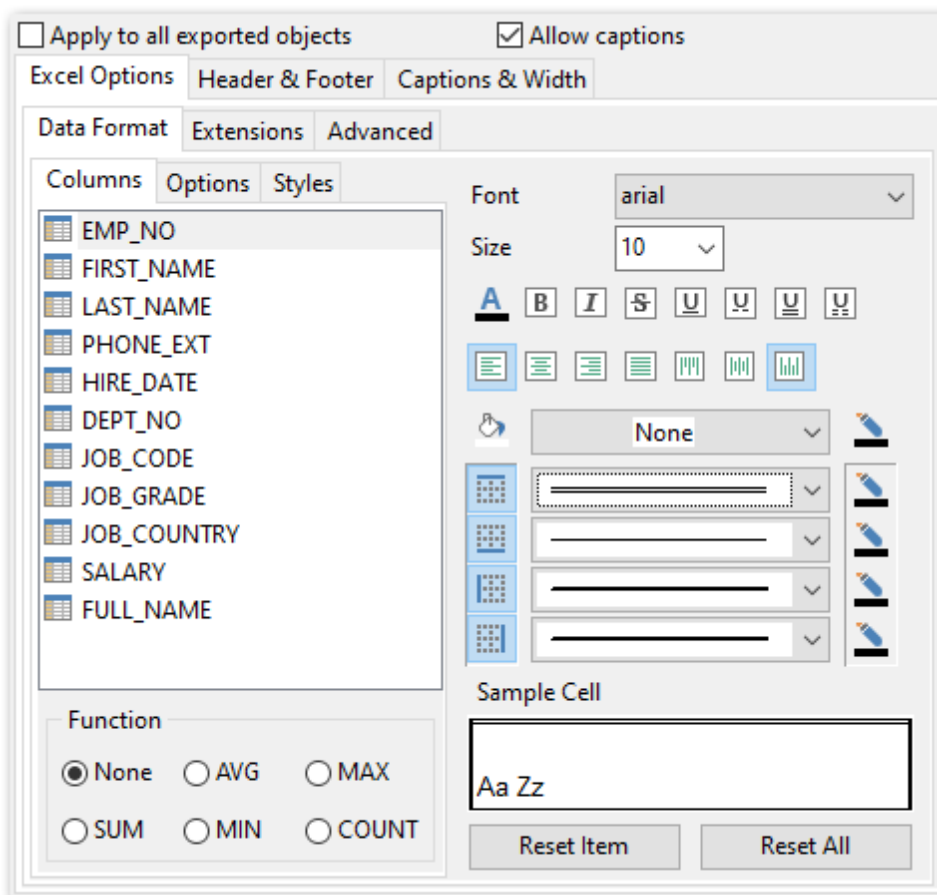 Apply to all exported objects
Allow captions
Excel Options
Header & Footer
Captions & Width
Data Format
Extensions
Advanced
Columns
Options
Styles
EMP_NO
FIRST_NAME
LAST_NAME
PHONE_EXT
HIRE_DATE
DEPT_NO
JOB_CODE
JOB_GRADE
JOB_COUNTRY
SALARY
FULL_NAME
Function
None
AVG
MAX
SUM
MIN
COUNT
Font
arial
Size
10
A B I S U U U U
None
Sample Cell
Aa Zz
Reset Item
Reset All